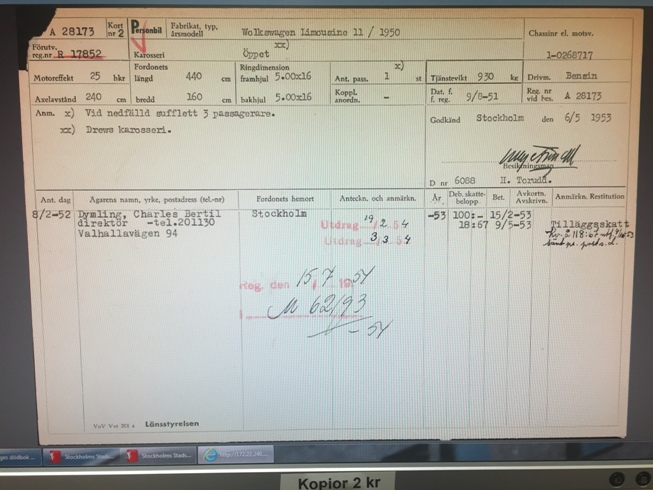 A 28173 Kort nr 2 Personbil Fabrikat, typ, årsmodell Wolkswagen Limousine 11 / 1950 Chassinr el. motnr.
Förutv. reg.nr R 17852 Karosseri xx) Öppet 1-0268717
Motoreffekt 25 hkr Fordonets längd 440 cm Ringdimension framhjul 5.00x16 Ant. pass. x) 1 st Tjänstevikt 930 kg Drivm. Bensin
Axelavstånd 240 cm bredd 160 cm bakhjul 5.00x16 Koppl. anordn. - Dat. f. f. reg. 9/8-51 Reg. nr vid bes. A 28173
Anm. x) Vid nedfälld sufflett 3 passagerare.
xx) Drews karosseri.
Godkänd Stockholm den 6/5 1953
Besiktningsman
D nr 6088 H. Torudd.
Ant. dag Ägarens namn, yrke, postadress (tel.-nr) Fordonets hemort Anteckn. och anmärkn. År Deb. skatte-belopp Bet. Avkortn. Avskrivn. Anmärkn. Restitution
8/2-52 Dymling, Charles Bertil Stockholm 19 -53 100:- 15/2-53
direktör -tel.201130 Utdrag /2 54 18:67 9/5-53 Tilläggsskatt
Valhallavägen 94 Utdrag 3/3 54
Reg. den 15/7 1954
M 62193
-54
Länsstyrelsen
Stockholms Stads...
Stockholms Stads...
Kopior 2 kr